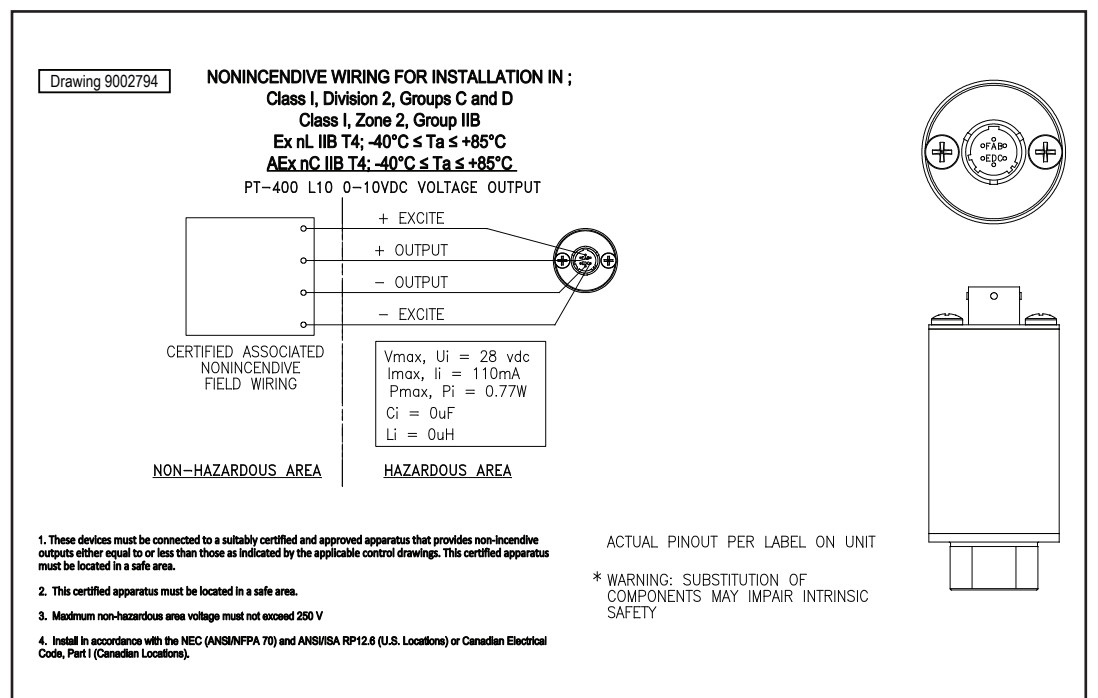 Drawing 9002794
NONINCENDIVE WIRING FOR INSTALLATION IN ;
Class I, Division 2, Groups C and D
Class I, Zone 2, Group IIB
Ex nL IIB T4; -40°C ≤ Ta ≤ +85°C
AEx nC IIB T4; -40°C ≤ Ta ≤ +85°C
PT-400 L10 0-10VDC VOLTAGE OUTPUT
+ EXCITE
+ OUTPUT
- OUTPUT
- EXCITE
FAB
EDC
CERTIFIED ASSOCIATED
NONINCENDIVE
FIELD WIRING
Vmax, Ui = 28 vdc
Imax, Ii = 110mA
Pmax, Pi = 0.77W
Ci = 0uF
Li = 0uH
NON-HAZARDOUS AREA
HAZARDOUS AREA
1. These devices must be connected to a suitably certified and approved apparatus that provides non-incendive
outputs either equal to or less than those as indicated by the applicable control drawings. This certified apparatus
must be located in a safe area.
2. This certified apparatus must be located in a safe area.
3. Maximum non-hazardous area voltage must not exceed 250 V
4. Install in accordance with the NEC (ANSI/NFPA 70) and ANSI/ISA RP12.6 (U.S. Locations) or Canadian Electrical
Code, Part I (Canadian Locations).
ACTUAL PINOUT PER LABEL ON UNIT
* WARNING: SUBSTITUTION OF
COMPONENTS MAY IMPAIR INTRINSIC
SAFETY